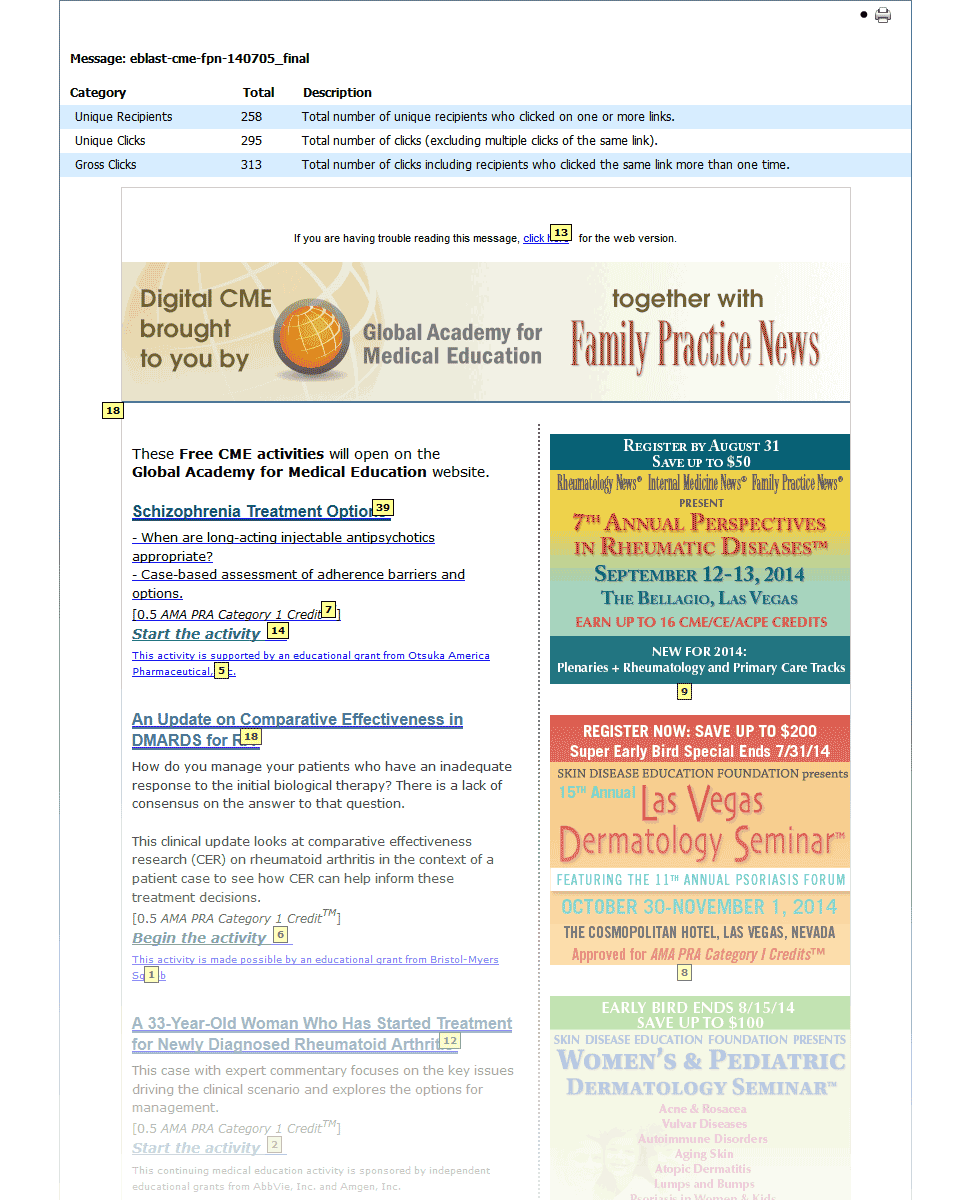 Message: eblast-cme-fpn-140705_final
Category Total Description
Unique Recipients 258 Total number of unique recipients who clicked on one or more links.
Unique Clicks 295 Total number of clicks (excluding multiple clicks of the same link).
Gross Clicks 313 Total number of clicks including recipients who clicked the same link more than one time.
If you are having trouble reading this message, click 13 for the web version.
Digital CME
brought
to you by
Global Academy for
Medical Education
together with
Family Practice News
18
These Free CME activities will open on the
Global Academy for Medical Education website.
Schizophrenia Treatment Options 39
- When are long-acting injectable antipsychotics
appropriate?
- Case-based assessment of adherence barriers and
options.
[0.5 AMA PRA Category 1 Credit 7 ]
Start the activity 14
This activity is supported by an educational grant from Otsuka America
Pharmaceutical, 5
An Update on Comparative Effectiveness in
DMARDS for RA 18
How do you manage your patients who have an inadequate
response to the initial biological therapy? There is a lack of
consensus on the answer to that question.
This clinical update looks at comparative effectiveness
research (CER) on rheumatoid arthritis in the context of a
patient case to see how CER can help inform these
treatment decisions.
[0.5 AMA PRA Category 1 Credit™]
Begin the activity 6
This activity is made possible by an educational grant from Bristol-Myers
1
A 33-Year-Old Woman Who Has Started Treatment
for Newly Diagnosed Rheumatoid Arthritis 12
This case with expert commentary focuses on the key issues
driving the clinical scenario and explores the options for
management.
[0.5 AMA PRA Category 1 Credit™]
Start the activity 2
This continuing medical education activity is sponsored by independent
educational grants from AbbVie, Inc. and Amgen, Inc.
Register by August 31
Save up to $50
Rheumatology News® Internal Medicine News® Family Practice News®
PRESENT
7TH Annual Perspectives
in Rheumatic Diseases™
September 12-13, 2014
The Bellagio, Las Vegas
EARN UP TO 16 CME/CE/ACPE CREDITS
NEW FOR 2014:
Plenaries + Rheumatology and Primary Care Tracks
9
REGISTER NOW: SAVE UP TO $200
Super Early Bird Special Ends 7/31/14
SKIN DISEASE EDUCATION FOUNDATION presents
15th Annual Las Vegas
Dermatology Seminar™
FEATURING THE 11TH ANNUAL PSORIASIS FORUM
OCTOBER 30-NOVEMBER 1, 2014
THE COSMOPOLITAN HOTEL, LAS VEGAS, NEVADA
Approved for AMA PRA Category I Credits™
8
EARLY BIRD ENDS 8/15/14
SAVE UP TO $100
SKIN DISEASE EDUCATION FOUNDATION PRESENTS
Women's & Pediatric
Dermatology Seminar™
Acne & Rosacea
Vulvar Diseases
Autoimmune Disorders
Aging Skin
Atopic Dermatitis
Lumps and Bumps
Psoriasis in Women & Kids